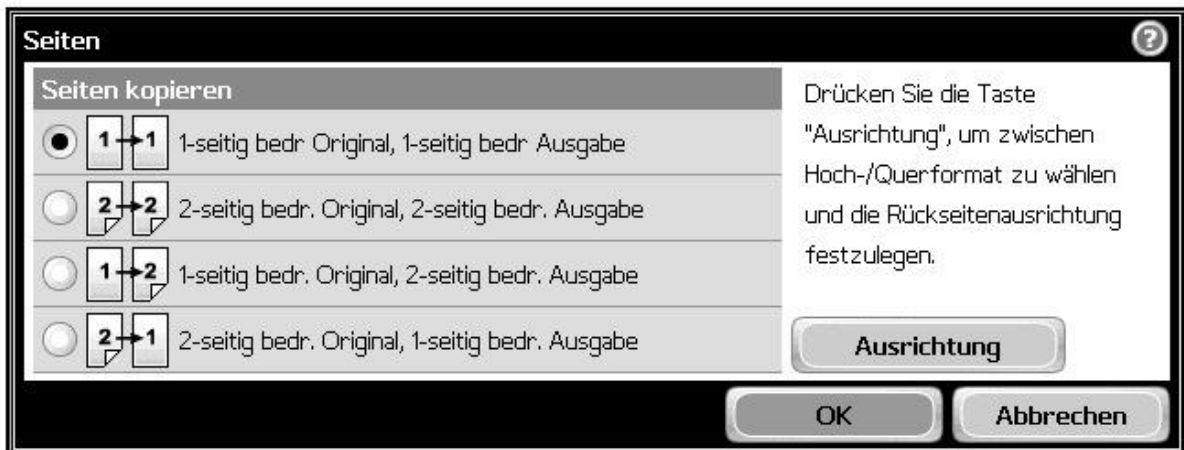 Seiten
?
Seiten kopieren
1 1 1-seitig bedr Original, 1-seitig bedr Ausgabe
2 2 2-seitig bedr. Original, 2-seitig bedr. Ausgabe
1 2 1-seitig bedr. Original, 2-seitig bedr. Ausgabe
2 1 2-seitig bedr. Original, 1-seitig bedr. Ausgabe
Drücken Sie die Taste
"Ausrichtung", um zwischen
Hoch-/Querformat zu wählen
und die Rückseitenausrichtung
festzulegen.
Ausrichtung
OK
Abbrechen